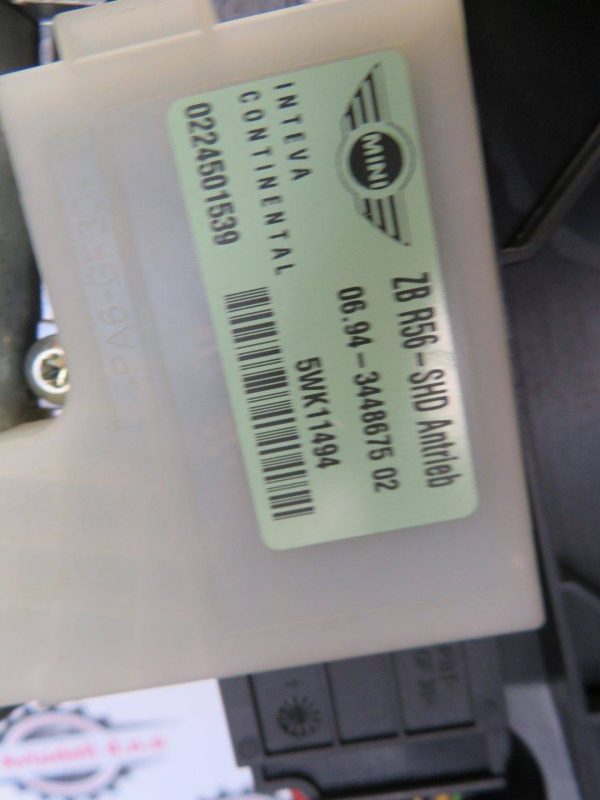 MINI
ZB R56-SHD Antrieb
06.94-3448675 02
5WK11494
INTEVA
CONTINENTAL
0224501539